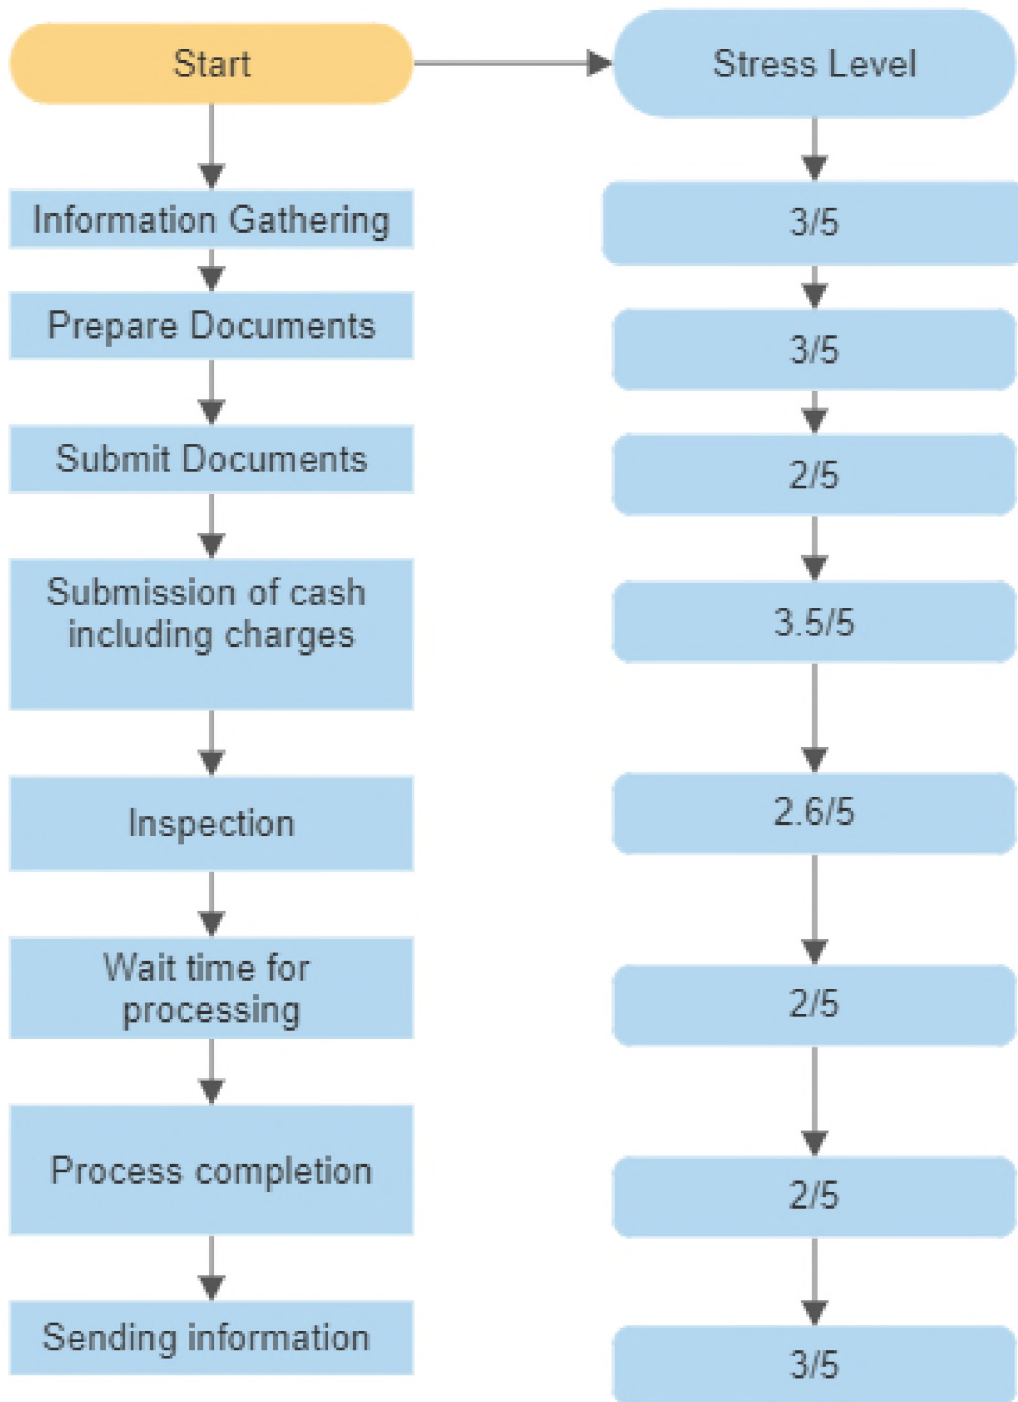 Start
Stress Level
Information Gathering
3/5
Prepare Documents
3/5
Submit Documents
2/5
Submission of cash
including charges
3.5/5
Inspection
2.6/5
Wait time for
processing
2/5
Process completion
2/5
Sending information
3/5